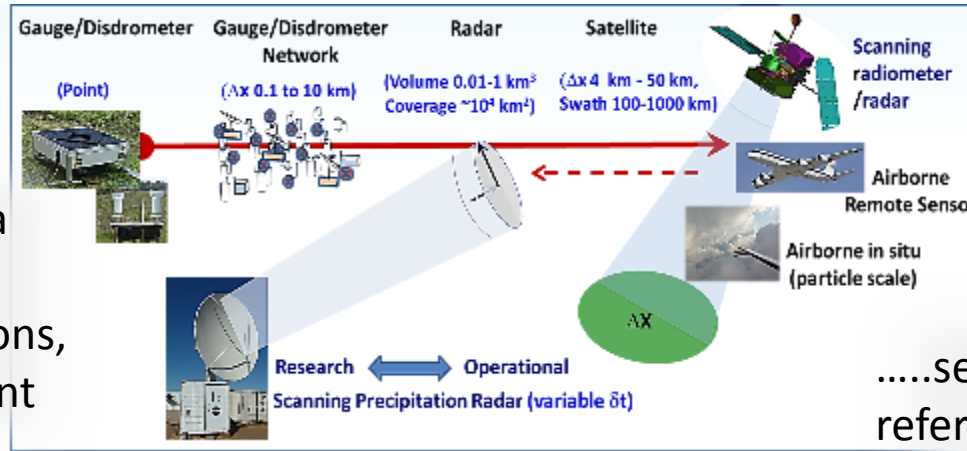 Gauge/Disdrometer
(Point)
Gauge/Disdrometer
Network
(Δx 0.1 to 10 km)
Radar
(Volume 0.01-1 km³
Coverage ~10⁴ km²)
Satellite
(Δx 4 km - 50 km,
Swath 100-1000 km)
Scanning
radiometer
/radar
Airborne
Remote Senso
Airborne in situ
(particle scale)
ΔX
Research
Operational
Scanning Precipitation Radar (variable δt)
a
ons,
nt
…..se
refer